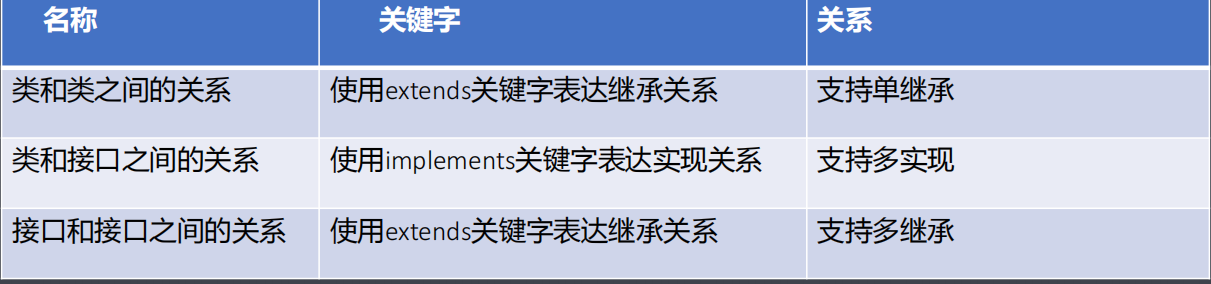 名称 关键字 关系
类和类之间的关系 使用extends关键字表达继承关系 支持单继承
类和接口之间的关系 使用implements关键字表达实现关系 支持多实现
接口和接口之间的关系 使用extends关键字表达继承关系 支持多继承